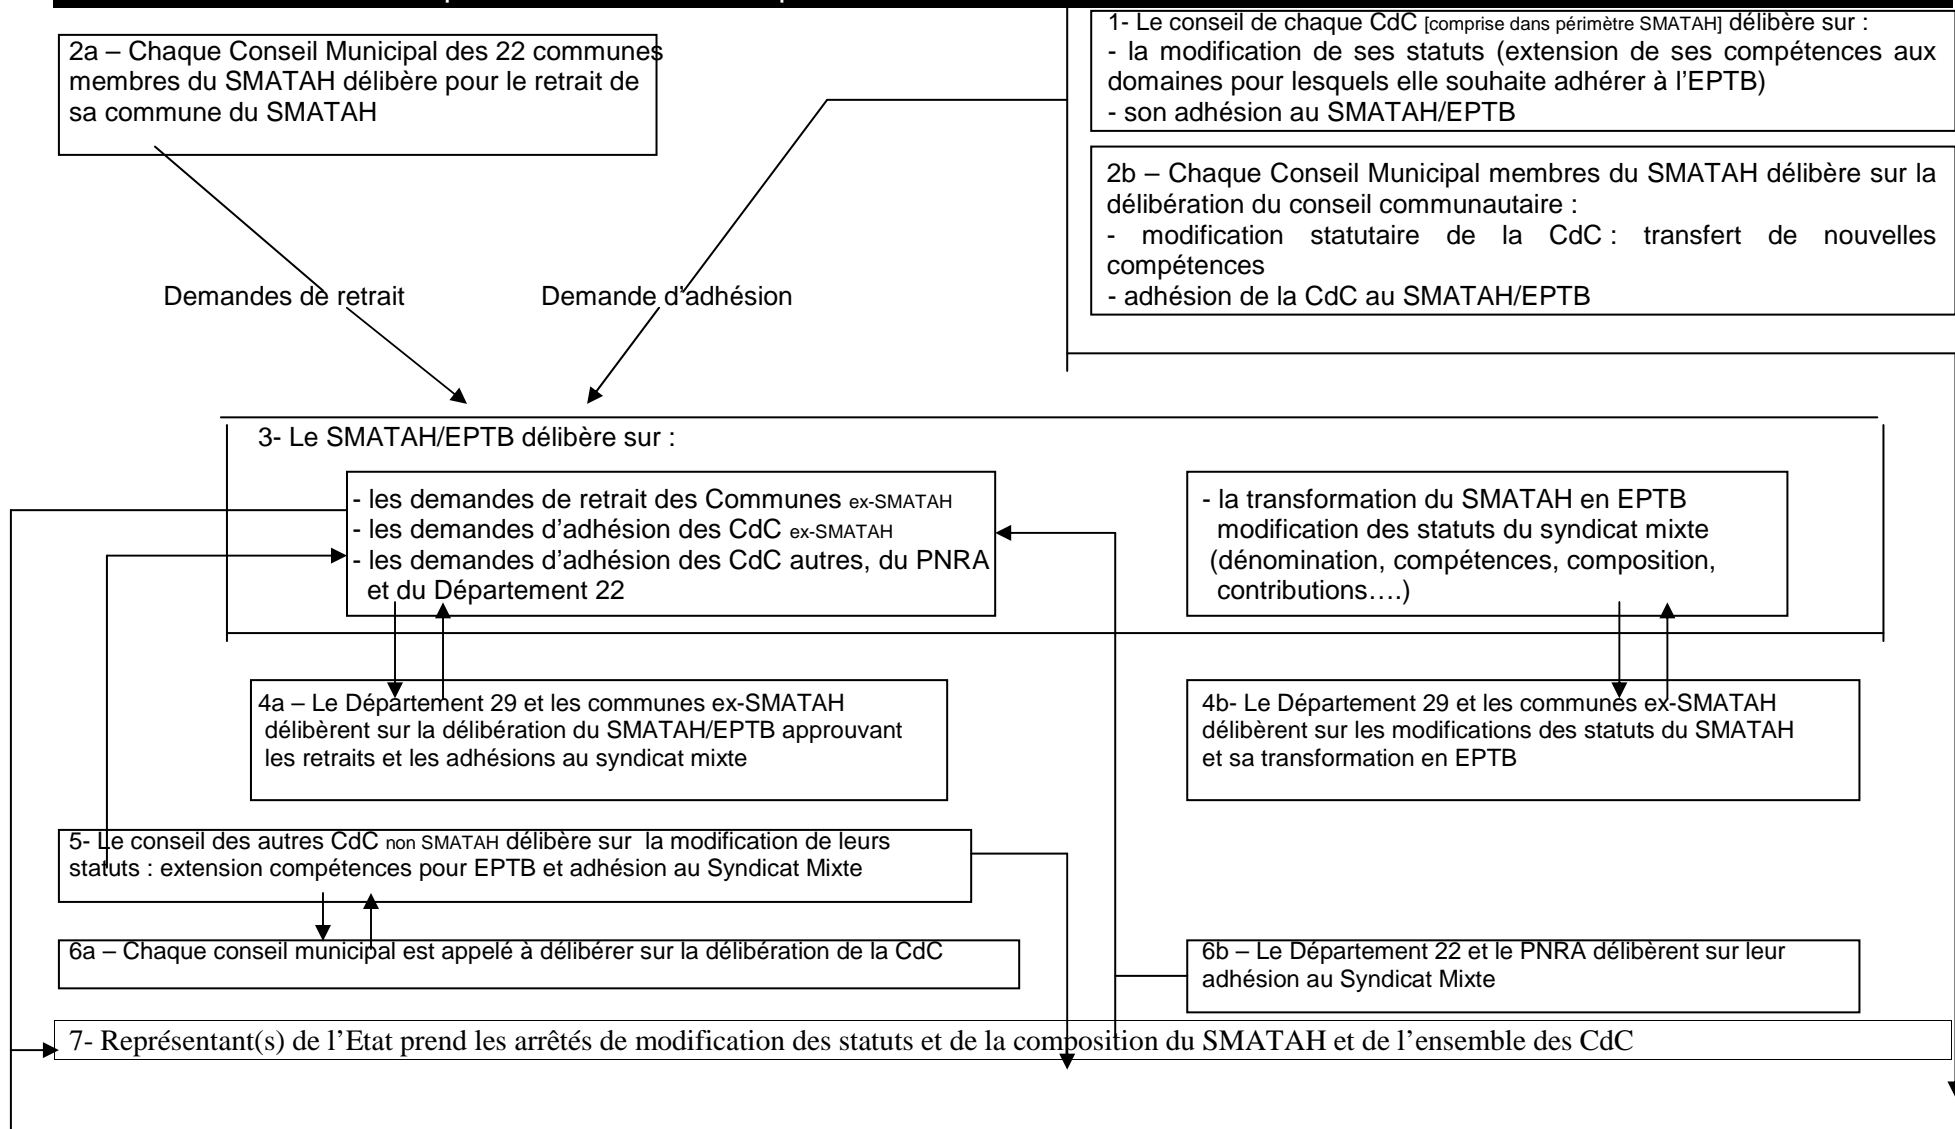 2a – Chaque Conseil Municipal des 22 communes
membres du SMATAH délibère pour le retrait de
sa commune du SMATAH
1- Le conseil de chaque CdC [comprise dans périmètre SMATAH] délibère sur :
- la modification de ses statuts (extension de ses compétences aux
domaines pour lesquels elle souhaite adhérer à l’EPTB)
- son adhésion au SMATAH/EPTB
2b – Chaque Conseil Municipal membres du SMATAH délibère sur la
délibération du conseil communautaire :
- modification statutaire de la CdC : transfert de nouvelles
compétences
- adhésion de la CdC au SMATAH/EPTB
Demandes de retrait
Demande d’adhésion
3- Le SMATAH/EPTB délibère sur :
- les demandes de retrait des Communes ex-SMATAH
- les demandes d’adhésion des CdC ex-SMATAH
- les demandes d’adhésion des CdC autres, du PNRA
et du Département 22
- la transformation du SMATAH en EPTB
modification des statuts du syndicat mixte
(dénomination, compétences, composition,
contributions….)
4a – Le Département 29 et les communes ex-SMATAH
délibèrent sur la délibération du SMATAH/EPTB approuvant
les retraits et les adhésions au syndicat mixte
4b- Le Département 29 et les communes ex-SMATAH
délibèrent sur les modifications des statuts du SMATAH
et sa transformation en EPTB
5- Le conseil des autres CdC non SMATAH délibère sur la modification de leurs
statuts : extension compétences pour EPTB et adhésion au Syndicat Mixte
6a – Chaque conseil municipal est appelé à délibérer sur la délibération de la CdC
6b – Le Département 22 et le PNRA délibèrent sur leur
adhésion au Syndicat Mixte
7- Représentant(s) de l’Etat prend les arrêtés de modification des statuts et de la composition du SMATAH et de l’ensemble des CdC